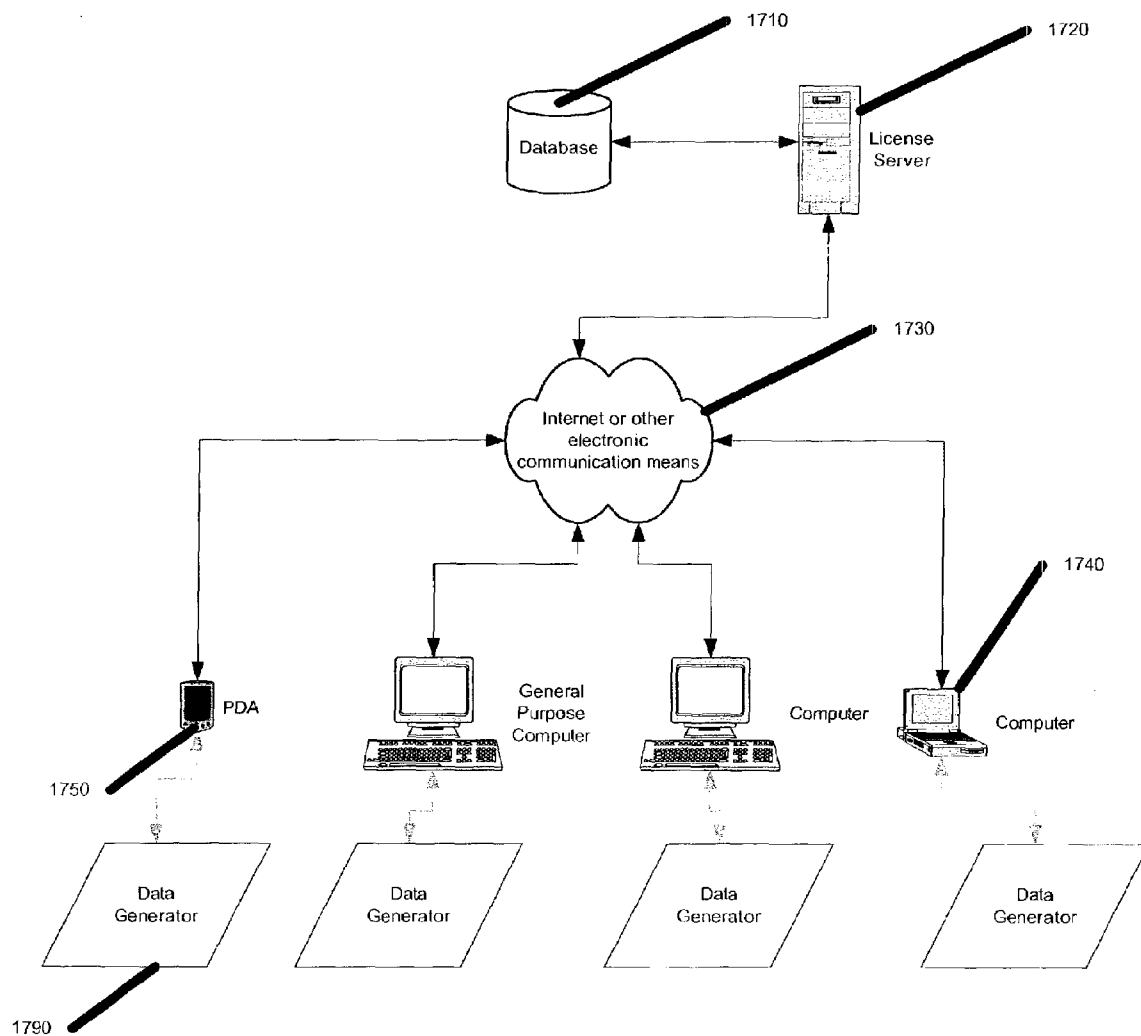 1710
1720
Database
License
Server
1730
Internet or other
electronic
communication means
1740
PDA
General
Purpose
Computer
Computer
Computer
1750
Data
Generator
Data
Generator
Data
Generator
Data
Generator
1790